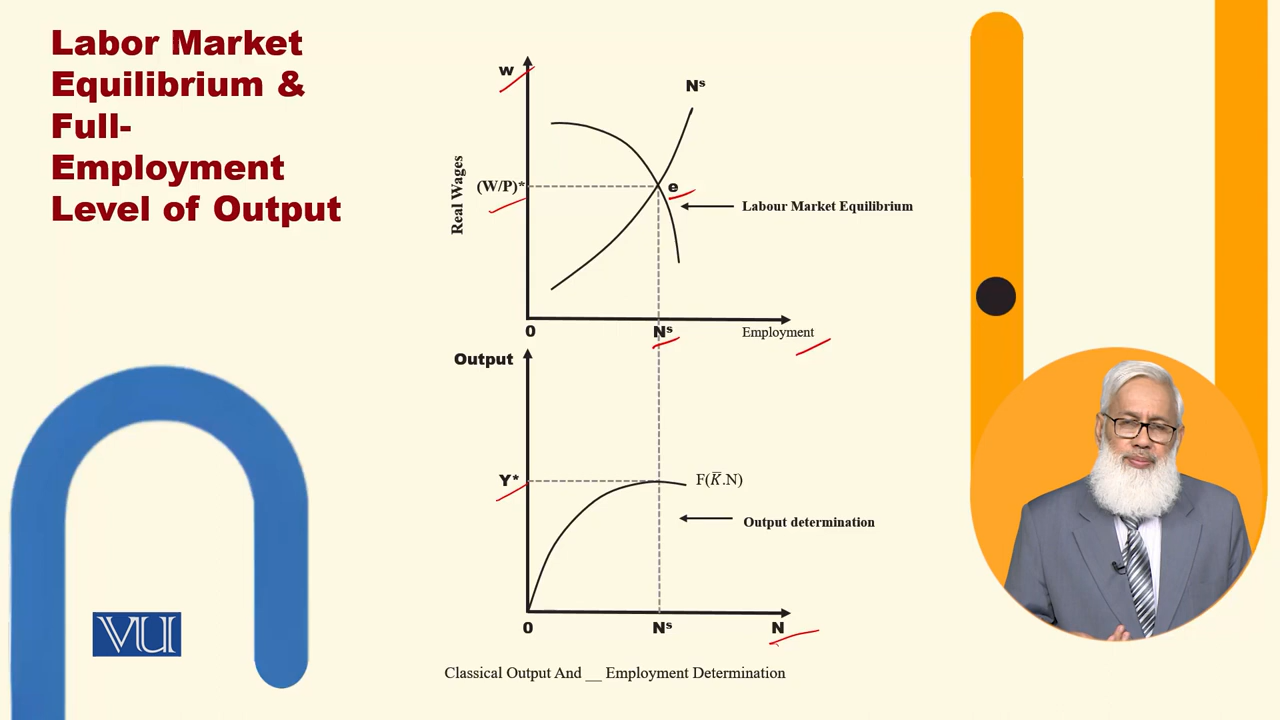 Labor Market
Equilibrium &
Full-
Employment
Level of Output
w
Nˢ
Real Wages
(W/P)*
e
Labour Market Equilibrium
0
Nˢ
Employment
Output
Y*
F(K̅.N)
Output determination
0
Nˢ
N
Classical Output And __ Employment Determination
VU